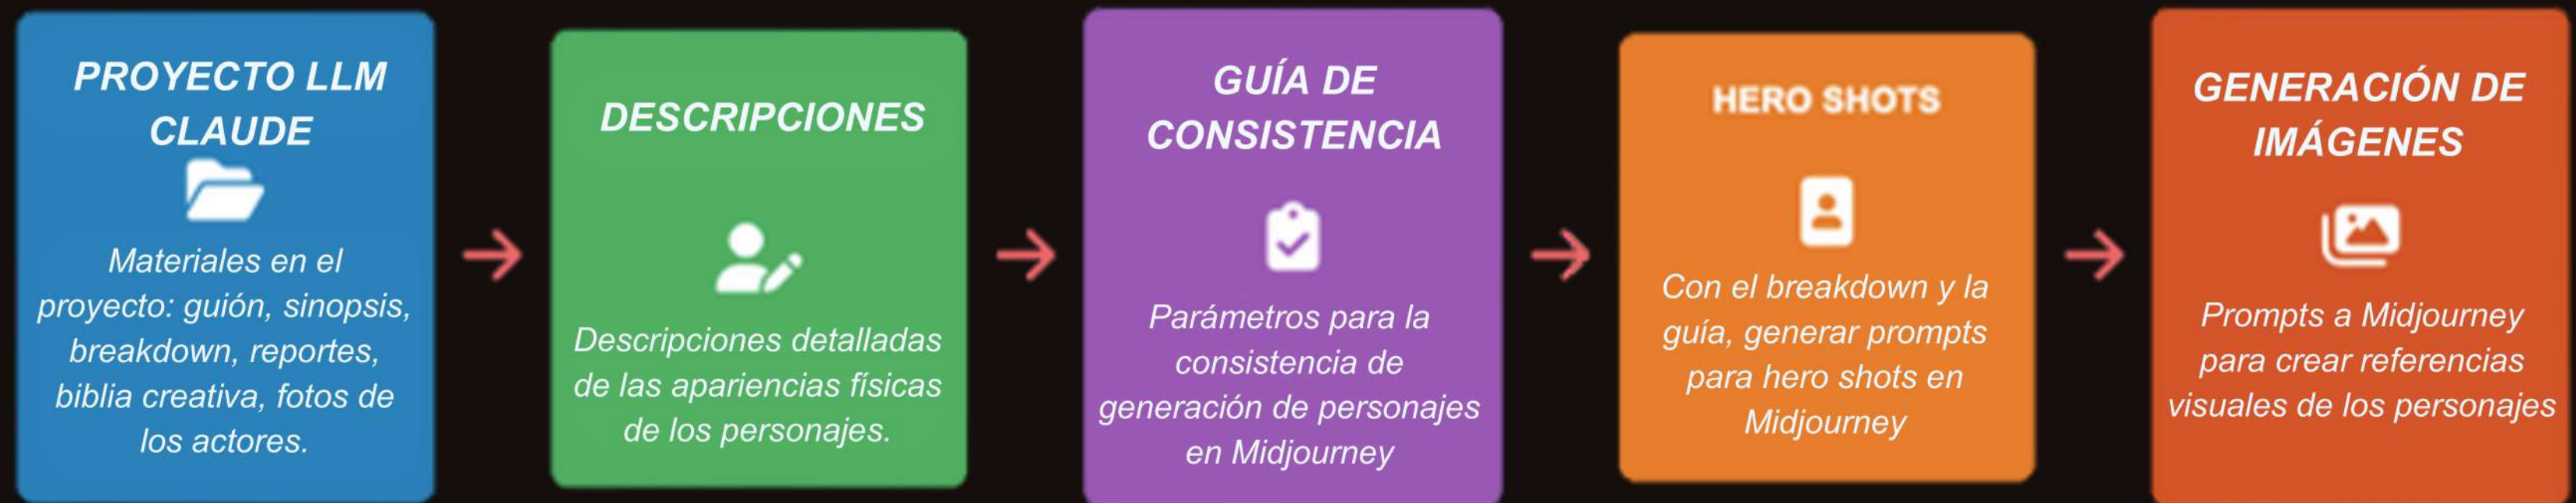 PROYECTO LLM
CLAUDE
Materiales en el
proyecto: guión, sinopsis,
breakdown, reportes,
biblia creativa, fotos de
los actores.
DESCRIPCIONES
Descripciones detalladas
de las apariencias físicas
de los personajes.
GUÍA DE
CONSISTENCIA
Parámetros para la
consistencia de
generación de personajes
en Midjourney
HERO SHOTS
Con el breakdown y la
guía, generar prompts
para hero shots en
Midjourney
GENERACIÓN DE
IMÁGENES
Prompts a Midjourney
para crear referencias
visuales de los personajes